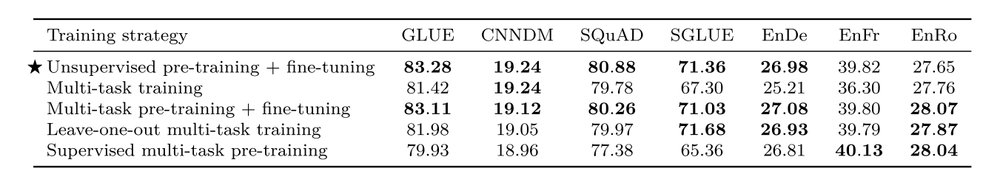 Training strategy GLUE CNNDM SQuAD SGLUE EnDe EnFr EnRo
★ Unsupervised pre-training + fine-tuning 83.28 19.24 80.88 71.36 26.98 39.82 27.65
Multi-task training 81.42 19.24 79.78 67.30 25.21 36.30 27.76
Multi-task pre-training + fine-tuning 83.11 19.12 80.26 71.03 27.08 39.80 28.07
Leave-one-out multi-task training 81.98 19.05 79.97 71.68 26.93 39.79 27.87
Supervised multi-task pre-training 79.93 18.96 77.38 65.36 26.81 40.13 28.04